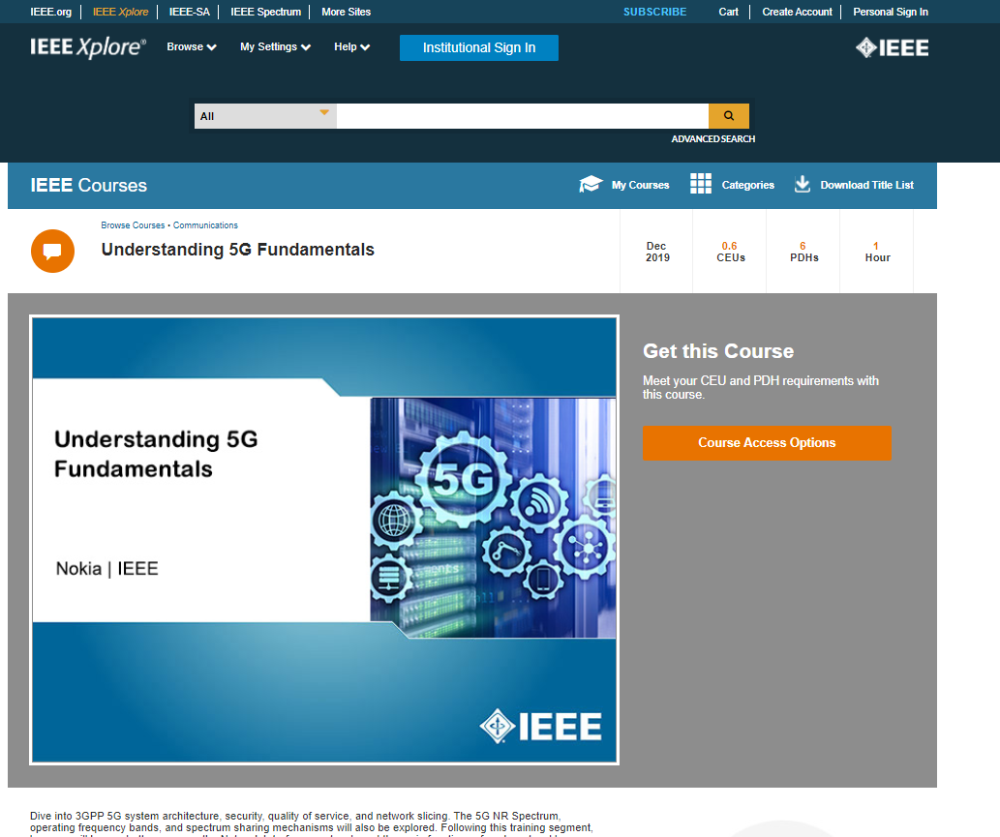 IEEE.org IEEE Xplore IEEE-SA IEEE Spectrum More Sites SUBSCRIBE Cart Create Account Personal Sign In
IEEE Xplore® Browse My Settings Help Institutional Sign In IEEE
All
ADVANCED SEARCH
IEEE Courses My Courses Categories Download Title List
Browse Courses • Communications
Understanding 5G Fundamentals
Dec 2019
0.6 CEUs
6 PDHs
1 Hour
Understanding 5G
Fundamentals
Nokia | IEEE
5G
IEEE
Get this Course
Meet your CEU and PDH requirements with
this course.
Course Access Options
Dive into 3GPP 5G system architecture, security, quality of service, and network slicing. The 5G NR Spectrum,
operating frequency bands, and spectrum sharing mechanisms will also be explored. Following this training segment,